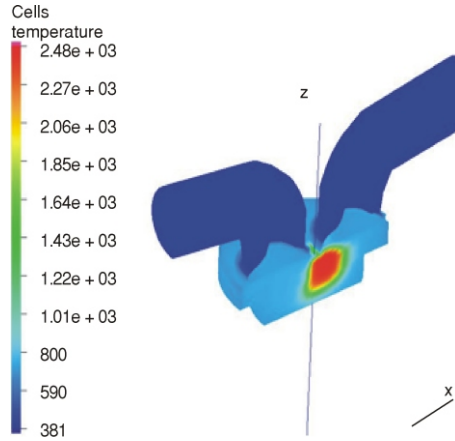 Cells
temperature
2.48e + 03
2.27e + 03
2.06e + 03
1.85e + 03
1.64e + 03
1.43e + 03
1.22e + 03
1.01e + 03
800
590
381
z
x